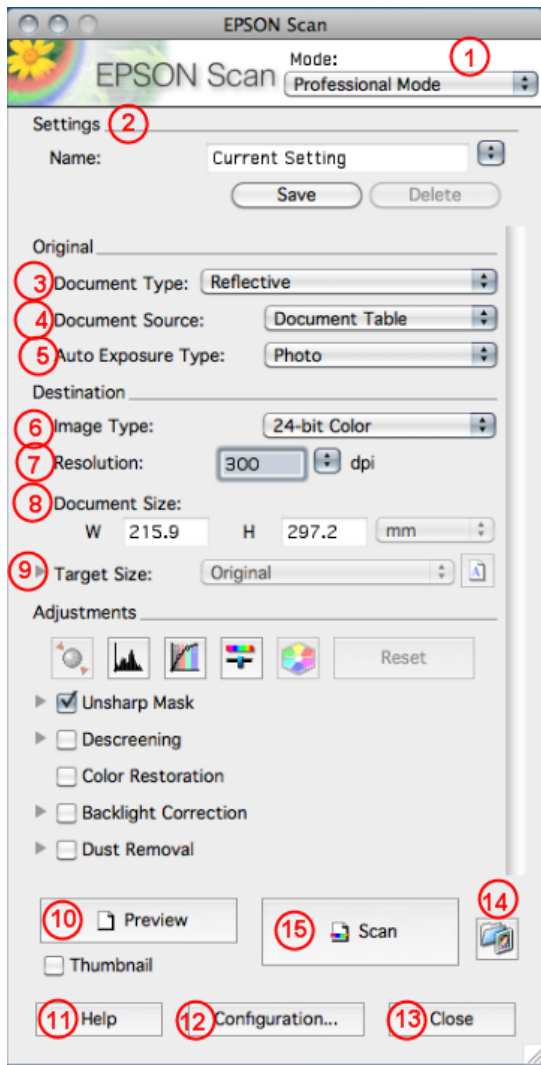 EPSON Scan
Mode: 1
EPSON Scan Professional Mode
Settings 2
Name: Current Setting
Save Delete
Original
3 Document Type: Reflective
4 Document Source: Document Table
5 Auto Exposure Type: Photo
Destination
6 Image Type: 24-bit Color
7 Resolution: 300 dpi
8 Document Size:
W 215.9 H 297.2 mm
9 Target Size: Original A
Adjustments
Reset
Unsharp Mask
Descreening
Color Restoration
Backlight Correction
Dust Removal
14
10 Preview 15 Scan
Thumbnail
11 Help 12 Configuration... 13 Close